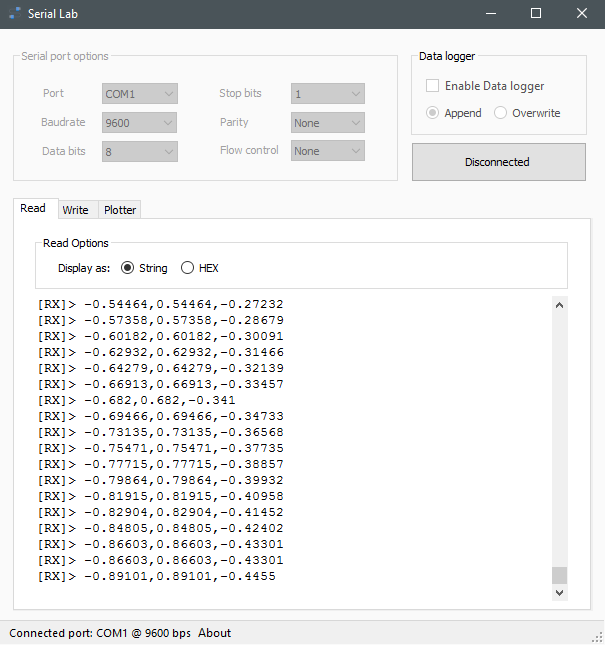 Serial Lab
Serial port options
Port COM1 Stop bits 1
Baudrate 9600 Parity None
Data bits 8 Flow control None
Data logger
Enable Data logger
Append Overwrite
Disconnected
Read Write Plotter
Read Options
Display as: String HEX
[RX]> -0.54464,0.54464,-0.27232
[RX]> -0.57358,0.57358,-0.28679
[RX]> -0.60182,0.60182,-0.30091
[RX]> -0.62932,0.62932,-0.31466
[RX]> -0.64279,0.64279,-0.32139
[RX]> -0.66913,0.66913,-0.33457
[RX]> -0.682,0.682,-0.341
[RX]> -0.69466,0.69466,-0.34733
[RX]> -0.73135,0.73135,-0.36568
[RX]> -0.75471,0.75471,-0.37735
[RX]> -0.77715,0.77715,-0.38857
[RX]> -0.79864,0.79864,-0.39932
[RX]> -0.81915,0.81915,-0.40958
[RX]> -0.82904,0.82904,-0.41452
[RX]> -0.84805,0.84805,-0.42402
[RX]> -0.86603,0.86603,-0.43301
[RX]> -0.86603,0.86603,-0.43301
[RX]> -0.89101,0.89101,-0.4455
Connected port: COM1 @ 9600 bps About